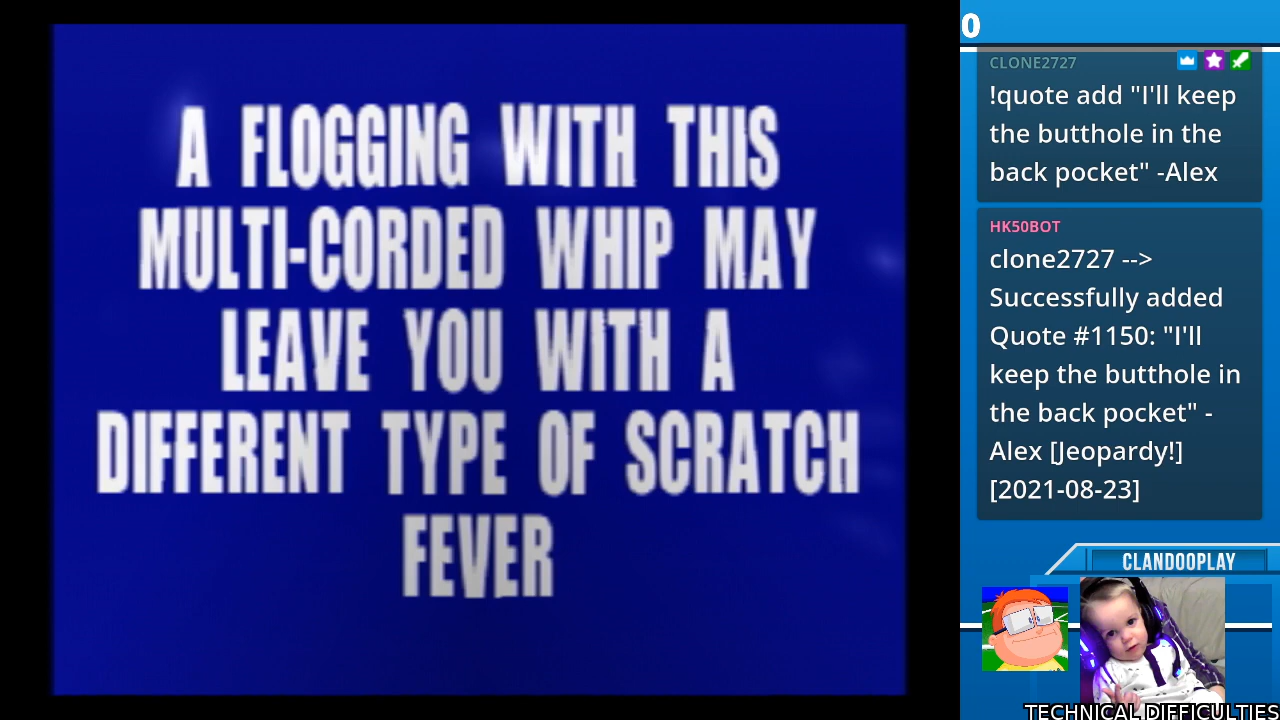 A FLOGGING WITH THIS
MULTI-CORDED WHIP MAY
LEAVE YOU WITH A
DIFFERENT TYPE OF SCRATCH
FEVER
0
CLONE2727
!quote add "I'll keep
the butthole in the
back pocket" -Alex
HK50BOT
clone2727 -->
Successfully added
Quote #1150: "I'll
keep the butthole in
the back pocket" -
Alex [Jeopardy!]
[2021-08-23]
CLANDOOPLAY
TECHNICAL DIFFICULTIES